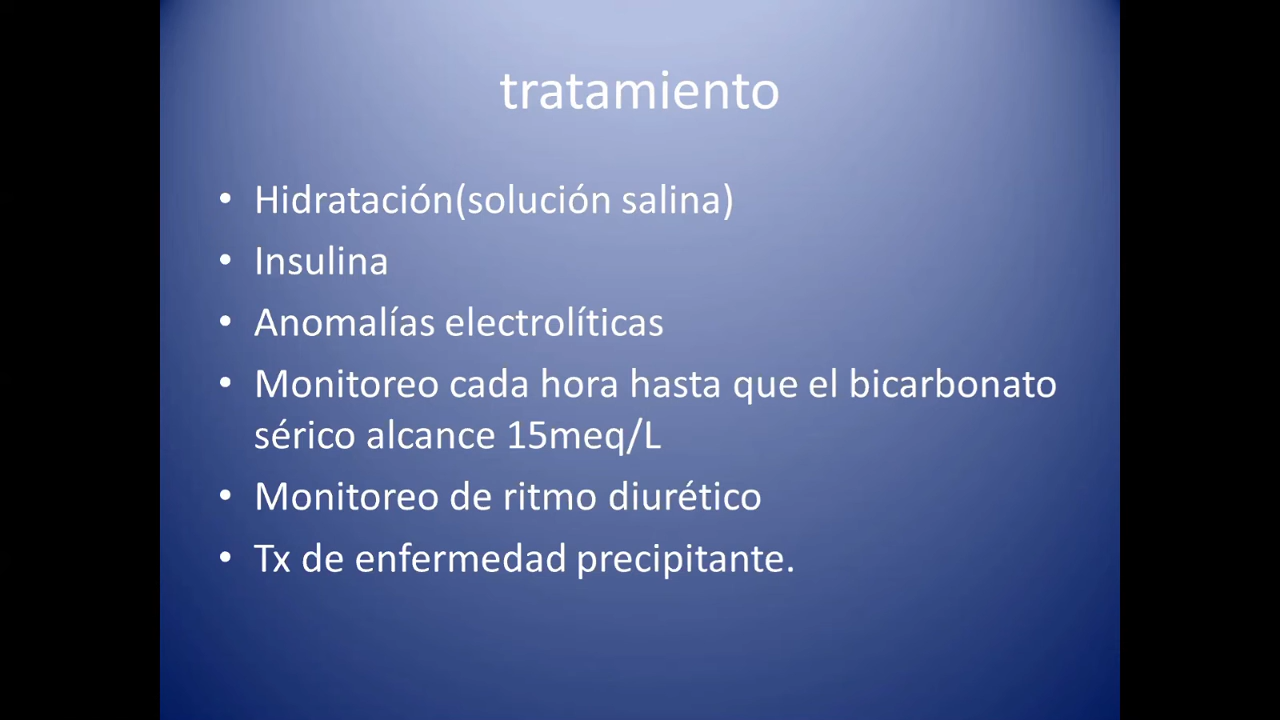 tratamiento
• Hidratación(solución salina)
• Insulina
• Anomalías electrolíticas
• Monitoreo cada hora hasta que el bicarbonato
sérico alcance 15meq/L
• Monitoreo de ritmo diurético
• Tx de enfermedad precipitante.